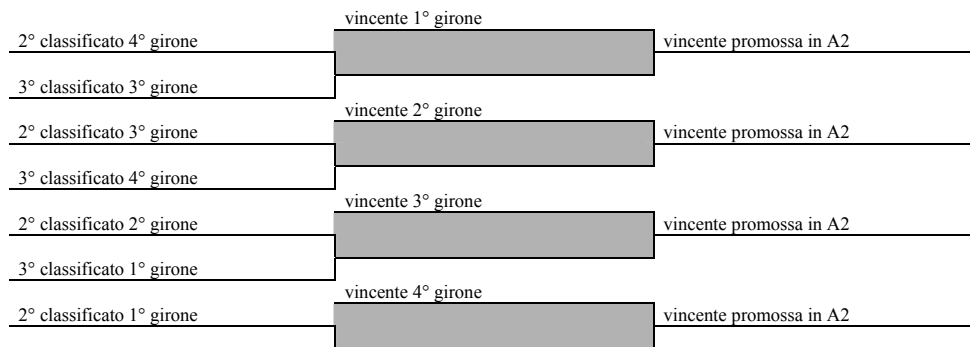 vincente 1° girone
2° classificato 4° girone
vincente promossa in A2
3° classificato 3° girone
vincente 2° girone
2° classificato 3° girone
vincente promossa in A2
3° classificato 4° girone
vincente 3° girone
2° classificato 2° girone
vincente promossa in A2
3° classificato 1° girone
vincente 4° girone
2° classificato 1° girone
vincente promossa in A2